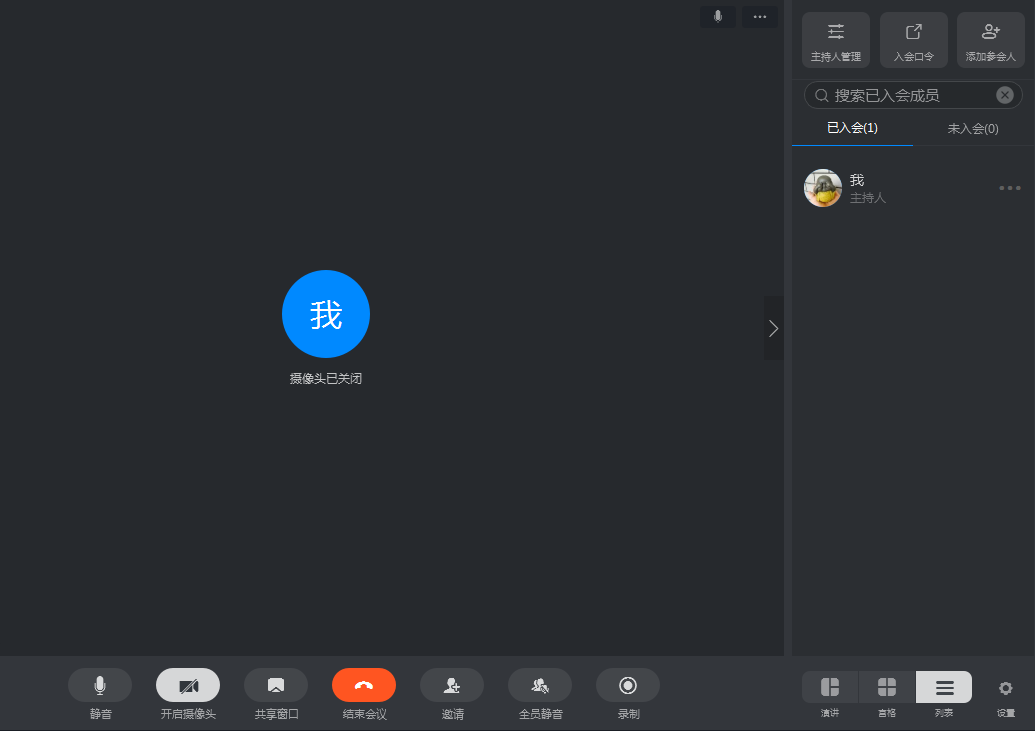 主持人管理
入会口令
添加参会人
搜索已入会成员
已入会(1)
未入会(0)
我
主持人
我
摄像头已关闭
静音
开启摄像头
共享窗口
结束会议
邀请
全员静音
录制
演讲
宫格
列表
设置